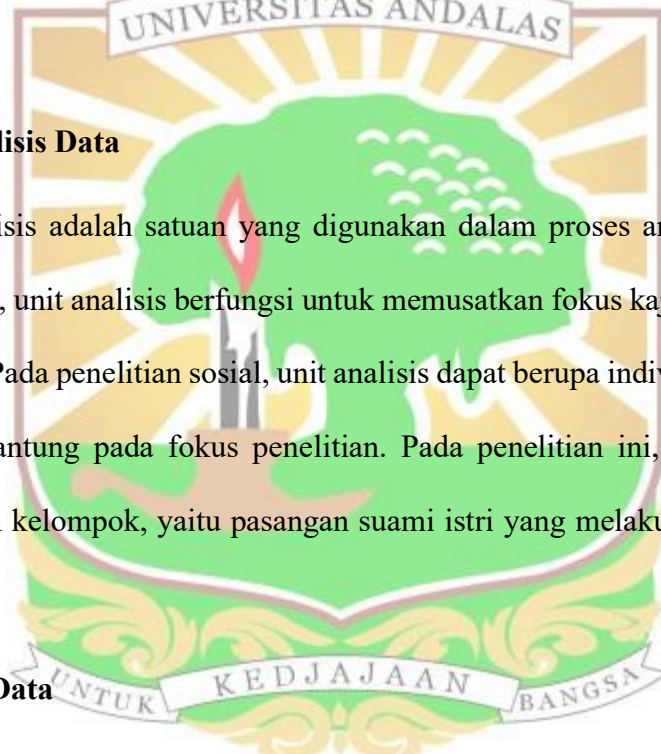 UNIVERSITAS ANDALAS
lisis Data
isis adalah satuan yang digunakan dalam proses an
, unit analisis berfungsi untuk memusatkan fokus kaj
Pada penelitian sosial, unit analisis dapat berupa indiv
antung pada fokus penelitian. Pada penelitian ini,
kelompok, yaitu pasangan suami istri yang melaku
Data
UNTUK KEDJAJAAN BANGSA